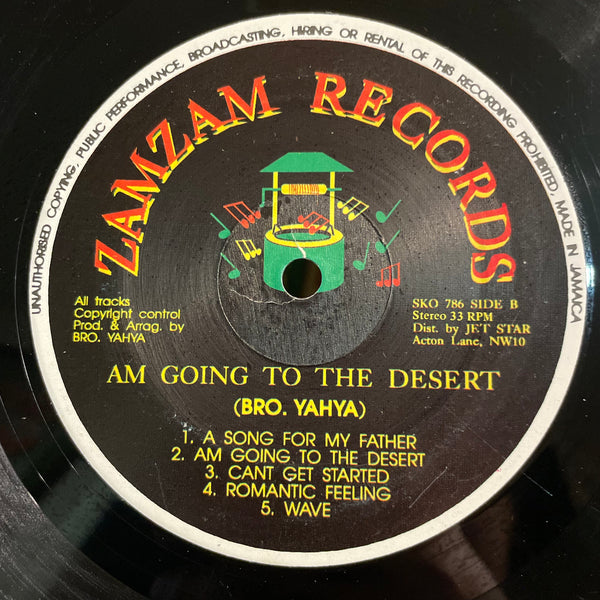 UNAUTHORISED COPYING, PUBLIC PERFORMANCE, BROADCASTING, HIRING OR RENTAL OF THIS RECORDING PROHIBITED, MADE IN JAMAICA
ZAMZAM RECORDS
All tracks
Copyright control
Prod. & Arrag. by
BRO. YAHYA
SKO 786 SIDE B
Stereo 33 RPM
Dist. by JET STAR
Acton Lane, NW10
AM GOING TO THE DESERT
(BRO. YAHYA)
1. A SONG FOR MY FATHER
2. AM GOING TO THE DESERT
3. CANT GET STARTED
4. ROMANTIC FEELING
5. WAVE